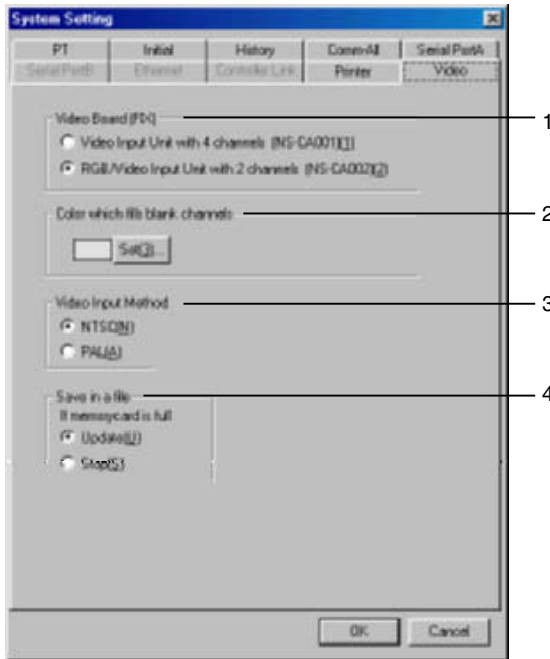 System Setting
PT Initial History Comm-All Serial PortA
Serial PortB Ethernet Controller Link Printer Video
Video Board (FIX)
Video Input Unit with 4 channels (NS-CA001)(1)
RGB/Video Input Unit with 2 channels (NS-CA002)(2)
1
Color which fills blank channels
2
Set(3)...
Video Input Method
3
NTSC(N)
PAL(A)
Save in a file
4
If memorycard is full
Update(U)
Stop(S)
OK Cancel